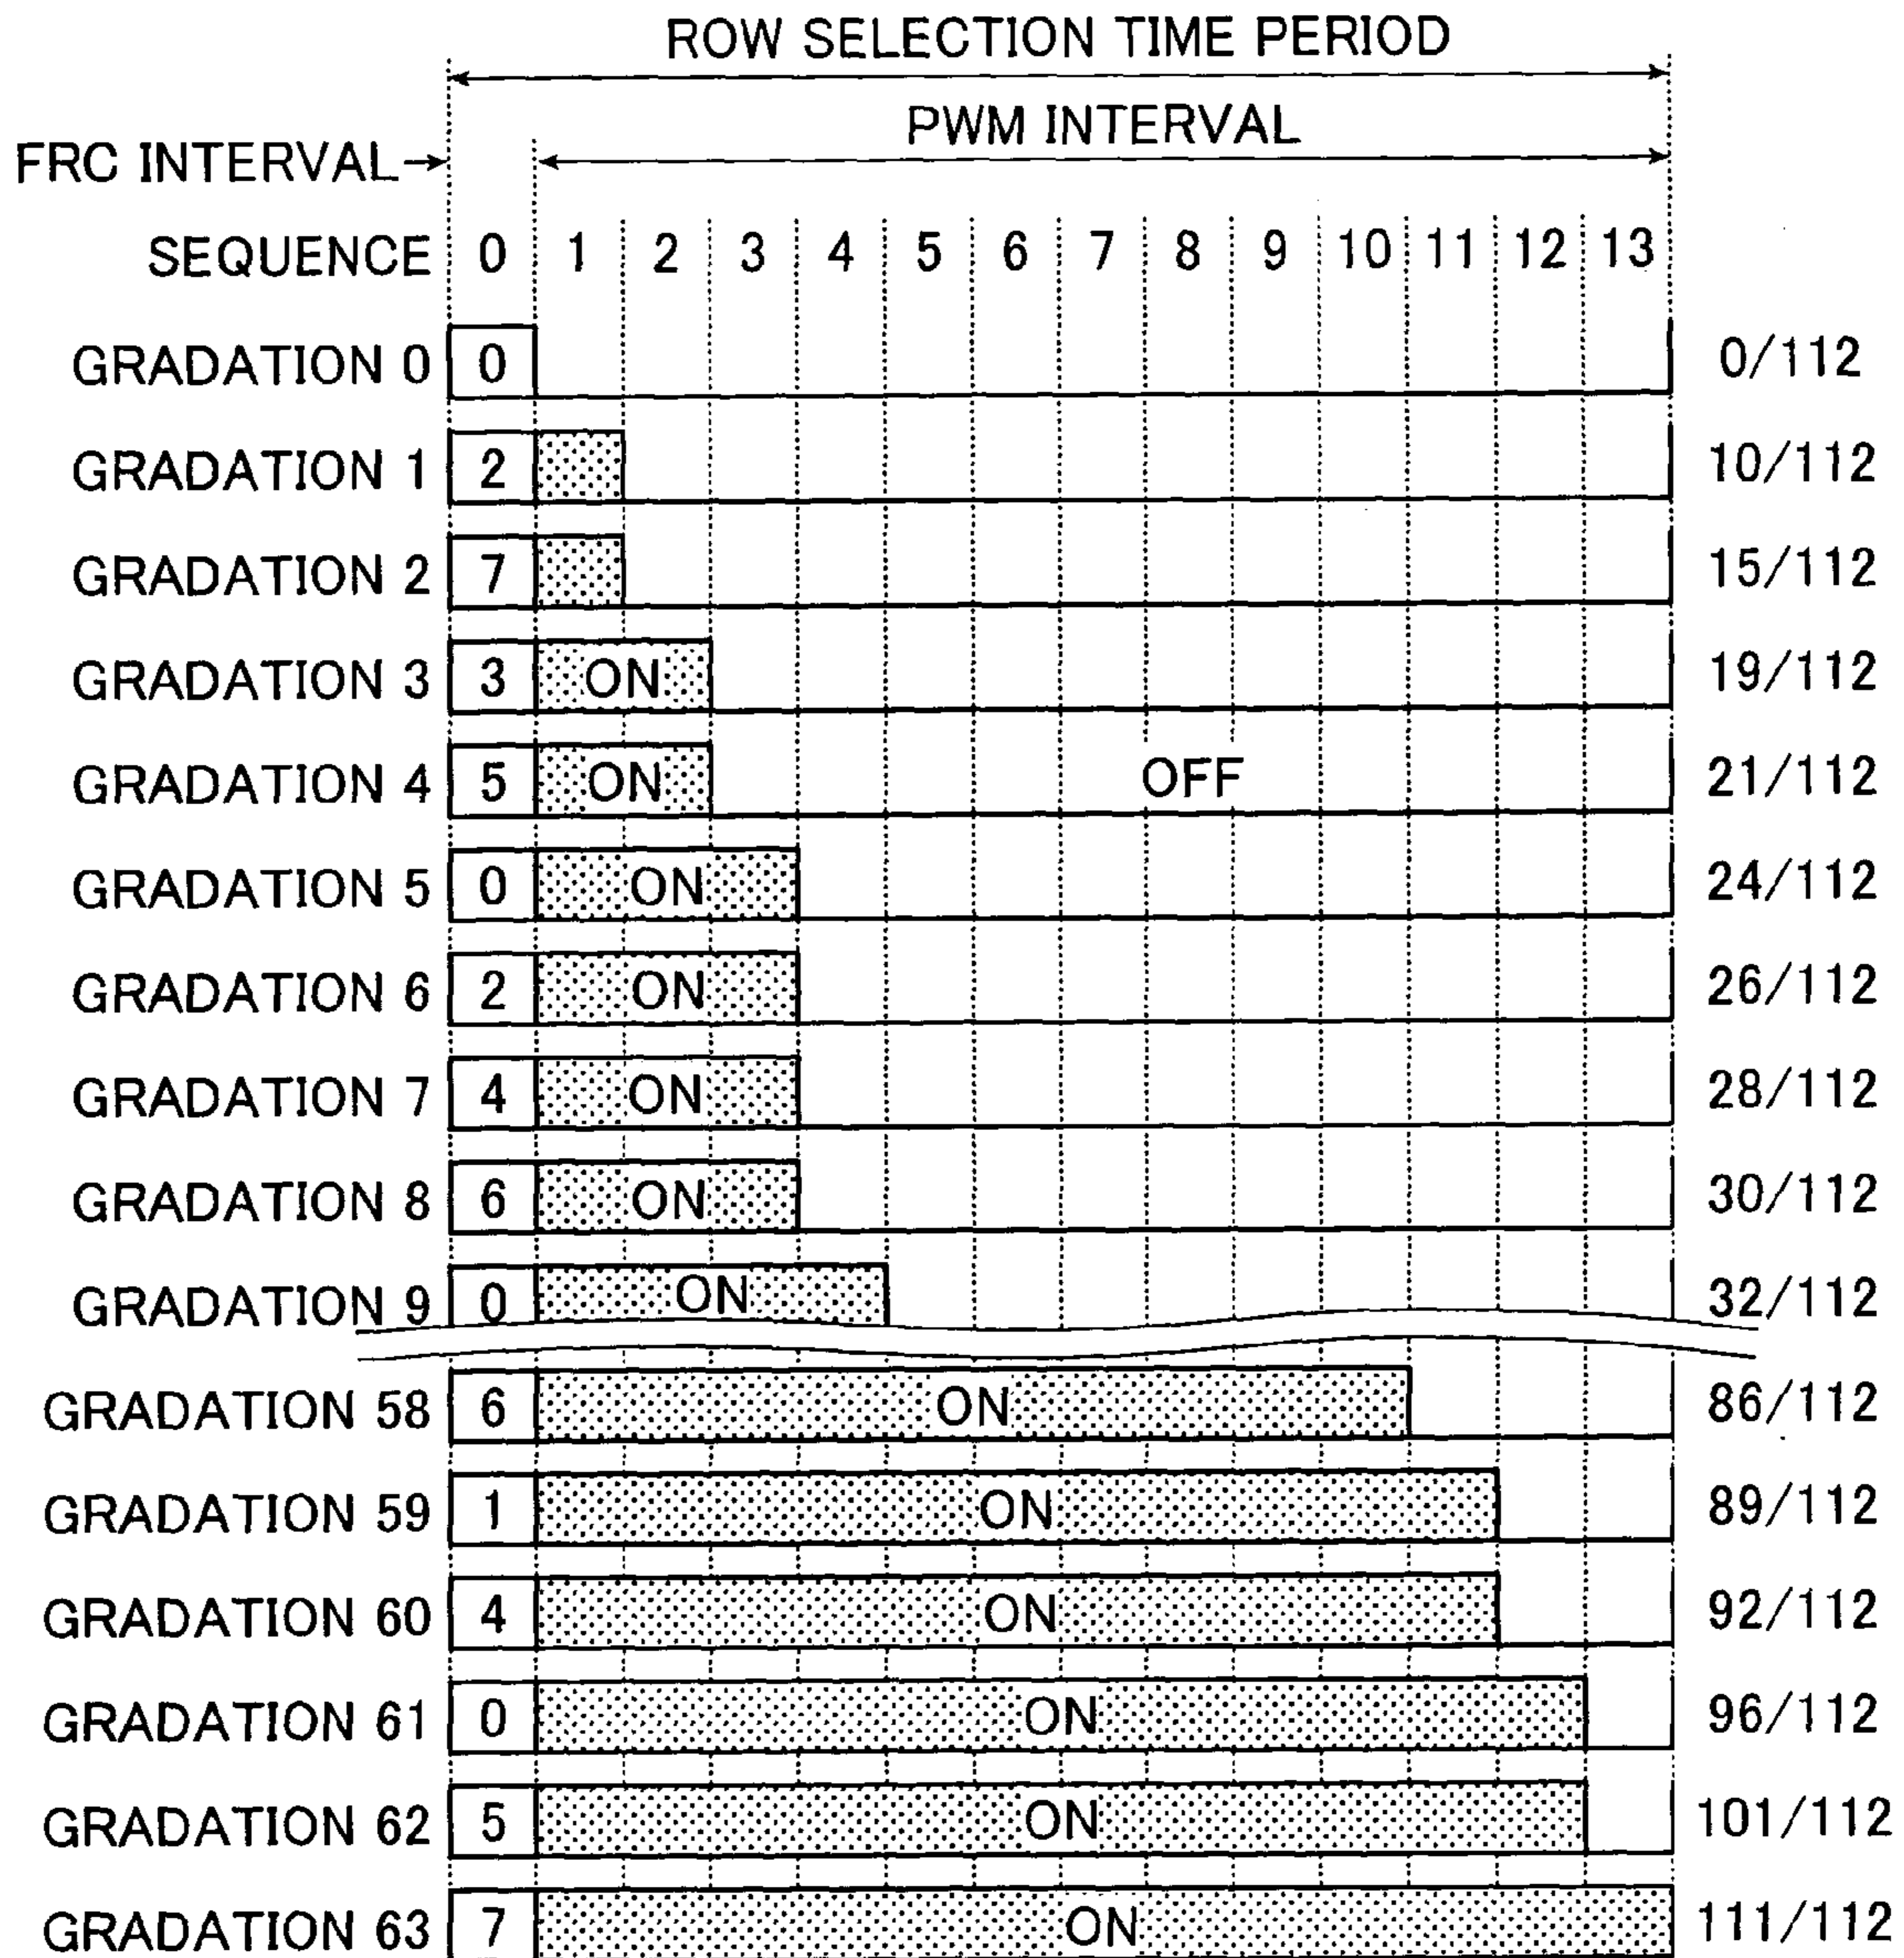 ROW SELECTION TIME PERIOD
PWM INTERVAL
FRC INTERVAL
SEQUENCE 0 1 2 3 4 5 6 7 8 9 10 11 12 13
GRADATION 0 0 0/112
GRADATION 1 2 10/112
GRADATION 2 7 15/112
GRADATION 3 3 ON 19/112
GRADATION 4 5 ON OFF 21/112
GRADATION 5 0 ON 24/112
GRADATION 6 2 ON 26/112
GRADATION 7 4 ON 28/112
GRADATION 8 6 ON 30/112
GRADATION 9 0 ON 32/112
GRADATION 58 6 ON 86/112
GRADATION 59 1 ON 89/112
GRADATION 60 4 ON 92/112
GRADATION 61 0 ON 96/112
GRADATION 62 5 ON 101/112
GRADATION 63 7 ON 111/112